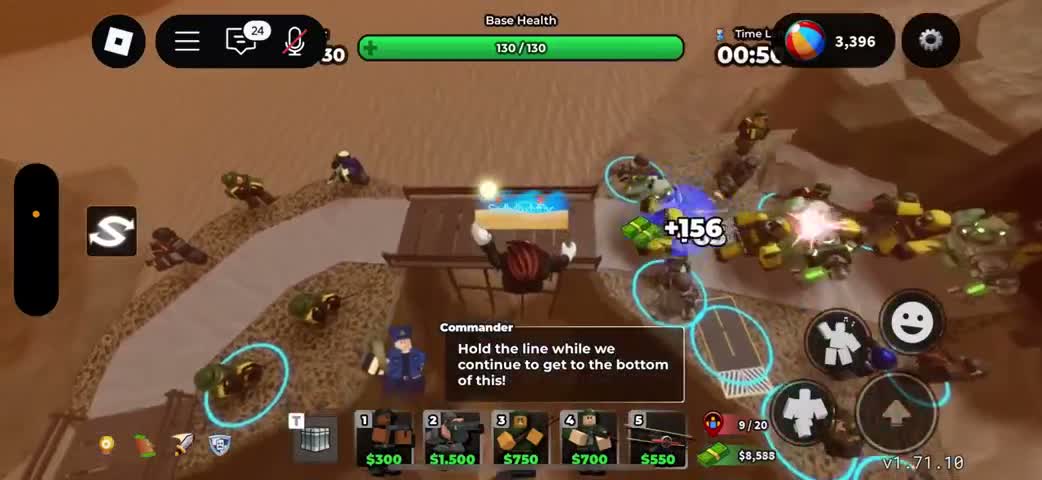 Base Health
24
30
130 / 130
Time L
00:50
3,396
+156
Commander
Hold the line while we
continue to get to the bottom
of this!
T
1
2
3
4
5
$300
$1,500
$750
$700
$550
9 / 20
$8,588
v1.71.10